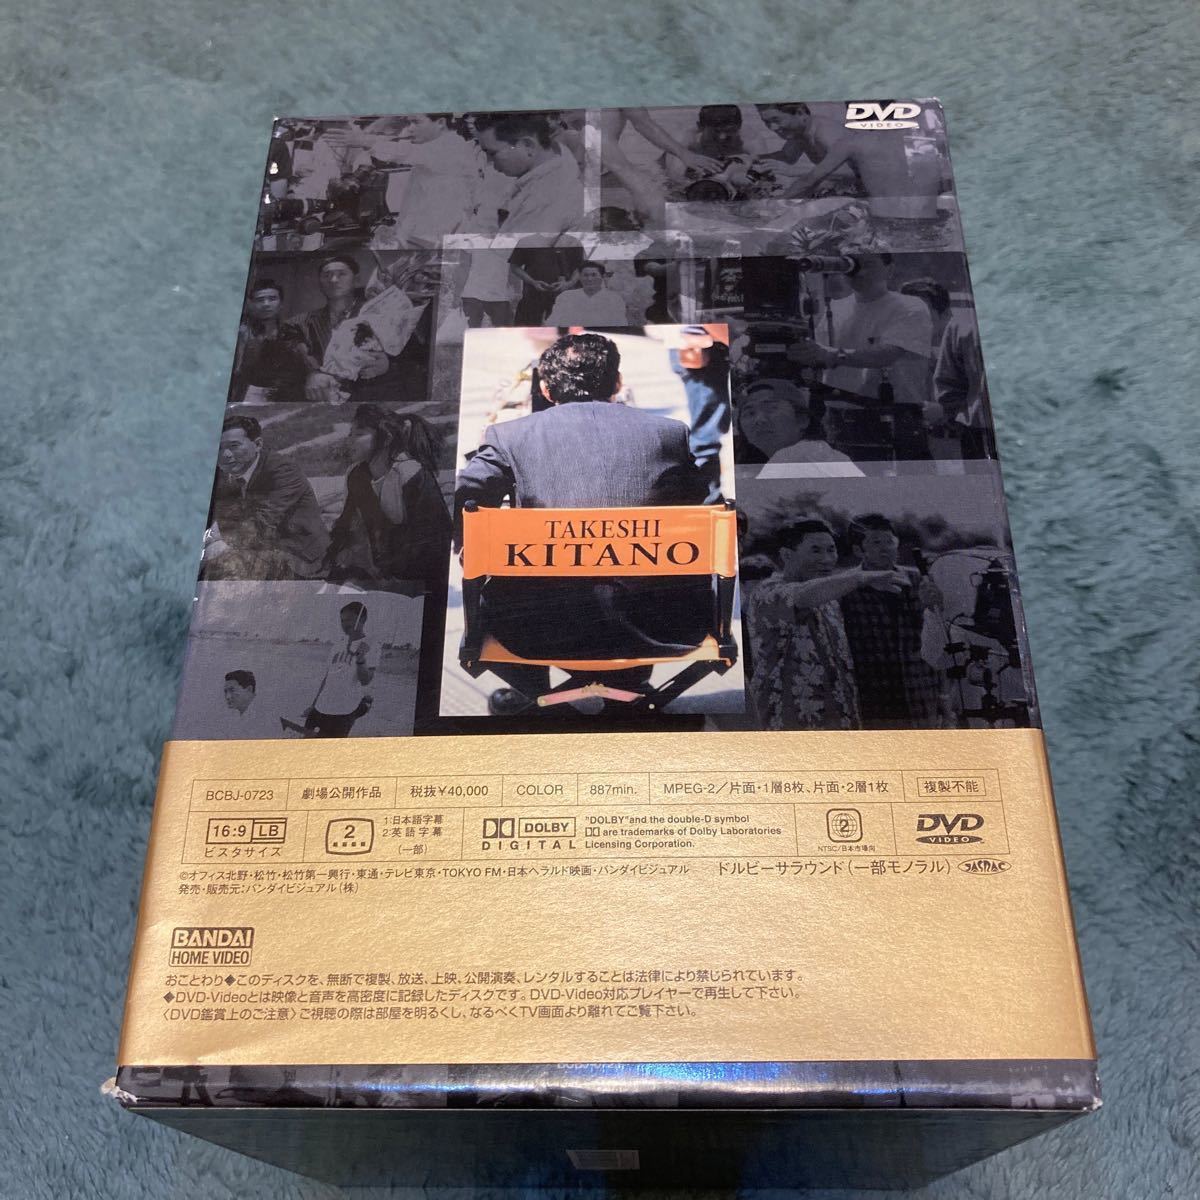 DVD
VIDEO
TAKESHI
KITANO
BCBJ-0723 劇場公開作品 税抜¥40,000 COLOR 887min. MPEG-2/片面・1層8枚、片面・2層1枚 複製不能
16:9 LB
ビスタサイズ
2
1:日本語字幕
2:英語字幕
(一部)
DOLBY
DIGITAL
"DOLBY"and the double-D symbol
are trademarks of Dolby Laboratories
Licensing Corporation.
2
NTSC/日本市場向
DVD
VIDEO
©オフィス北野・松竹・松竹第一興行・東通・テレビ東京・TOKYO FM・日本ヘラルド映画・バンダイビジュアル
ドルビーサラウンド(一部モノラル) JASRAC
発売・販売元:バンダイビジュアル(株)
BANDAI
HOME VIDEO
おことわり◆このディスクを、無断で複製、放送、上映、公開演奏、レンタルすることは法律により禁じられています。
◆DVD-Videoとは映像と音声を高密度に記録したディスクです。DVD-Video対応プレイヤーで再生して下さい。
〈DVD鑑賞上のご注意〉ご視聴の際は部屋を明るくし、なるべくTV画面より離れてご覧下さい。